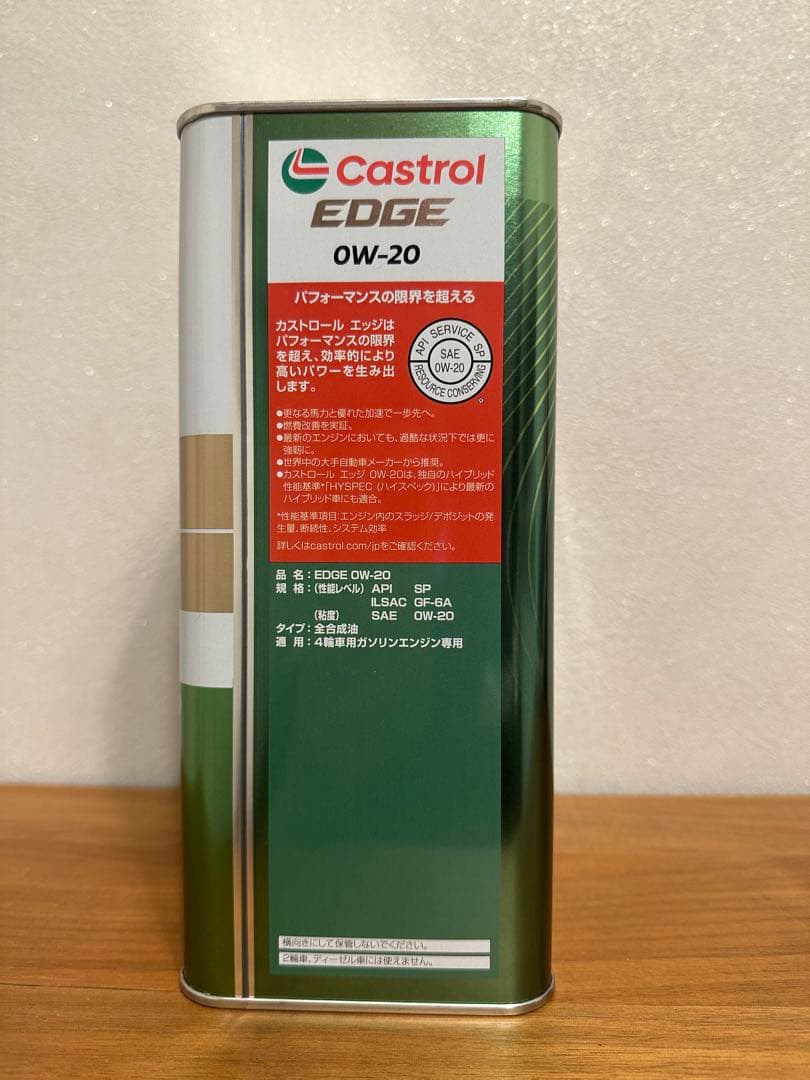 Castrol
EDGE
0W-20
パフォーマンスの限界を超える
カストロール エッジは
パフォーマンスの限界
を超え、効率的により
高いパワーを生み出
します。
API SERVICE SP
SAE
0W-20
RESOURCE CONSERVING
●更なる馬力と優れた加速で一歩先へ。
●燃費改善を実証。
●最新のエンジンにおいても、過酷な状況下では更に
強靭に。
●世界中の大手自動車メーカーから推奨。
●カストロール エッジ 0W-20は、独自のハイブリッド
性能基準*「HYSPEC (ハイスペック)」により最新の
ハイブリッド車にも適合。
*性能基準項目:エンジン内のスラッジ/デポジットの発
生量、断続性、システム効率
詳しくはcastrol.com/jpをご確認ください。
品 名:EDGE 0W-20
規 格:(性能レベル) API SP
ILSAC GF-6A
(粘度) SAE 0W-20
タイプ:全合成油
適 用:4輪車用ガソリンエンジン専用
横向きにして保管しないでください。
2輪車、ディーゼル車には使えません。